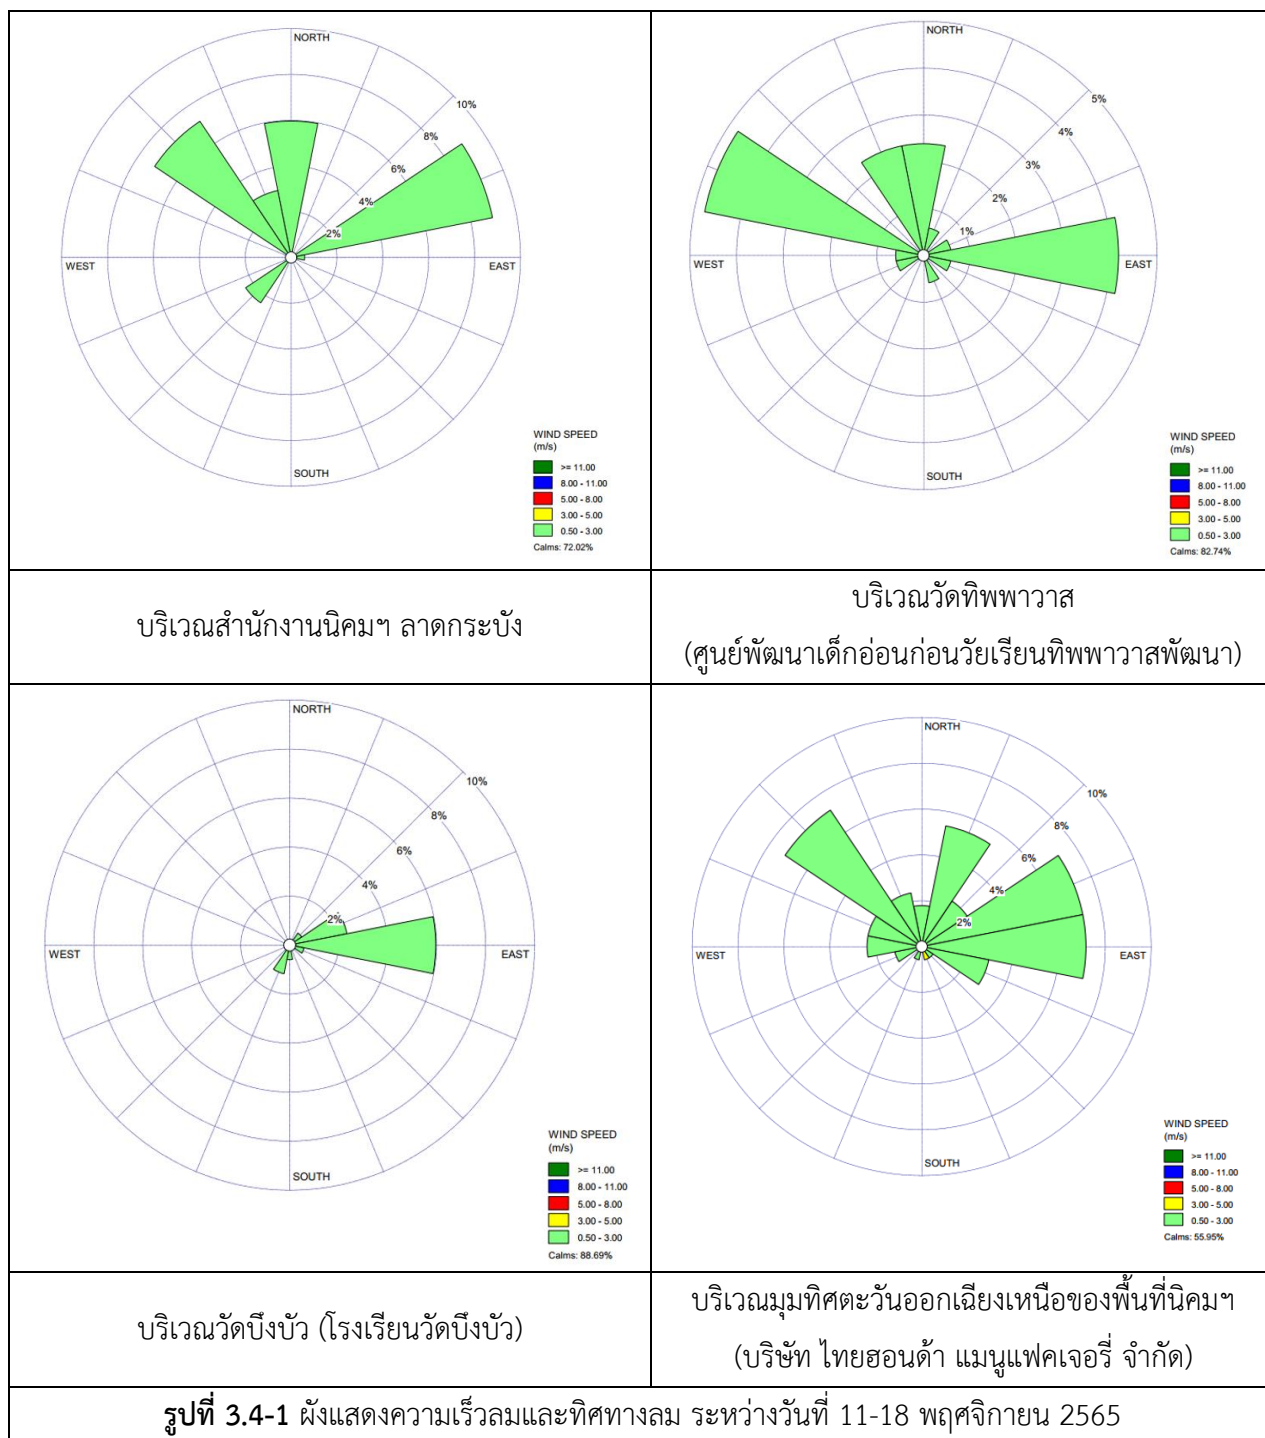 NORTH
10%
8%
6%
4%
2%
WEST
EAST
SOUTH
WIND SPEED
(m/s)
>= 11.00
8.00 - 11.00
5.00 - 8.00
3.00 - 5.00
0.50 - 3.00
Calms: 72.02%
NORTH
5%
4%
3%
2%
1%
WEST
EAST
SOUTH
WIND SPEED
(m/s)
>= 11.00
8.00 - 11.00
5.00 - 8.00
3.00 - 5.00
0.50 - 3.00
Calms: 82.74%
บริเวณสำนักงานนิคมฯ ลาดกระบัง
บริเวณวัดทิพพาวาส
(ศูนย์พัฒนาเด็กอ่อนก่อนวัยเรียนทิพพาวาสพัฒนา)
NORTH
10%
8%
6%
4%
2%
WEST
EAST
SOUTH
WIND SPEED
(m/s)
>= 11.00
8.00 - 11.00
5.00 - 8.00
3.00 - 5.00
0.50 - 3.00
Calms: 88.69%
NORTH
10%
8%
6%
4%
2%
WEST
EAST
SOUTH
WIND SPEED
(m/s)
>= 11.00
8.00 - 11.00
5.00 - 8.00
3.00 - 5.00
0.50 - 3.00
Calms: 55.95%
บริเวณวัดบึงบัว (โรงเรียนวัดบึงบัว)
บริเวณมุมทิศตะวันออกเฉียงเหนือของพื้นที่นิคมฯ
(บริษัท ไทยฮอนด้า แมนูแฟคเจอรี่ จำกัด)
รูปที่ 3.4-1 ผังแสดงความเร็วลมและทิศทางลม ระหว่างวันที่ 11-18 พฤศจิกายน 2565